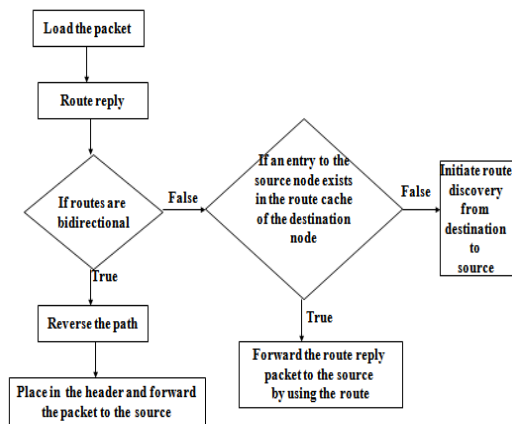 Load the packet
Route reply
If routes are
bidirectional
False
If an entry to the
source node exists
in the route cache
of the destination
node
False
Initiate route
discovery
from
destination
to
source
True
Reverse the path
Place in the header and forward
the packet to the source
True
Forward the route reply
packet to the source
by using the route